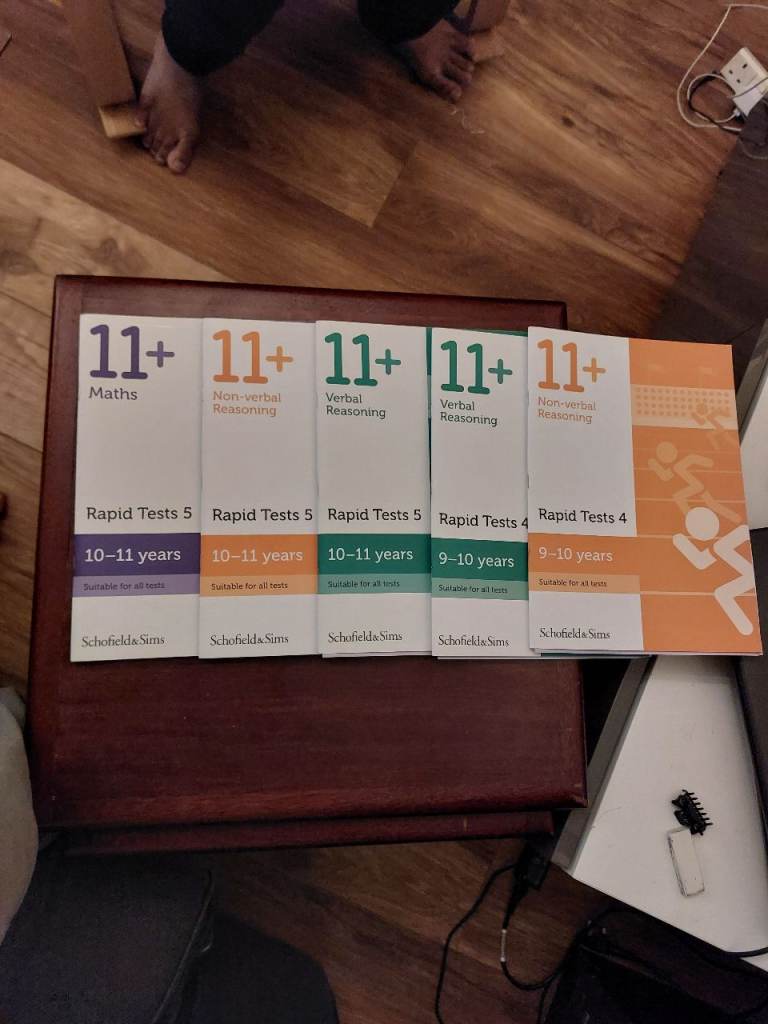 11+
Maths
Rapid Tests 5
10–11 years
Suitable for all tests
Schofield&Sims
11+
Non-verbal
Reasoning
Rapid Tests 5
10–11 years
Suitable for all tests
Schofield&Sims
11+
Verbal
Reasoning
Rapid Tests 5
10–11 years
Suitable for all tests
Schofield&Sims
11+
Verbal
Reasoning
Rapid Tests 4
9–10 years
Suitable for all tests
Schofield&Sims
11+
Non-verbal
Reasoning
Rapid Tests 4
9–10 years
Suitable for all tests
Schofield&Sims